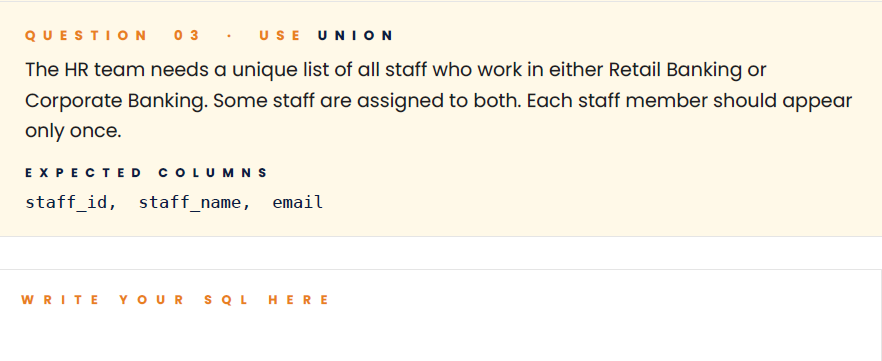 QUESTION 03 · USE UNION
The HR team needs a unique list of all staff who work in either Retail Banking or
Corporate Banking. Some staff are assigned to both. Each staff member should appear
only once.
EXPECTED COLUMNS
staff_id, staff_name, email
WRITE YOUR SQL HERE